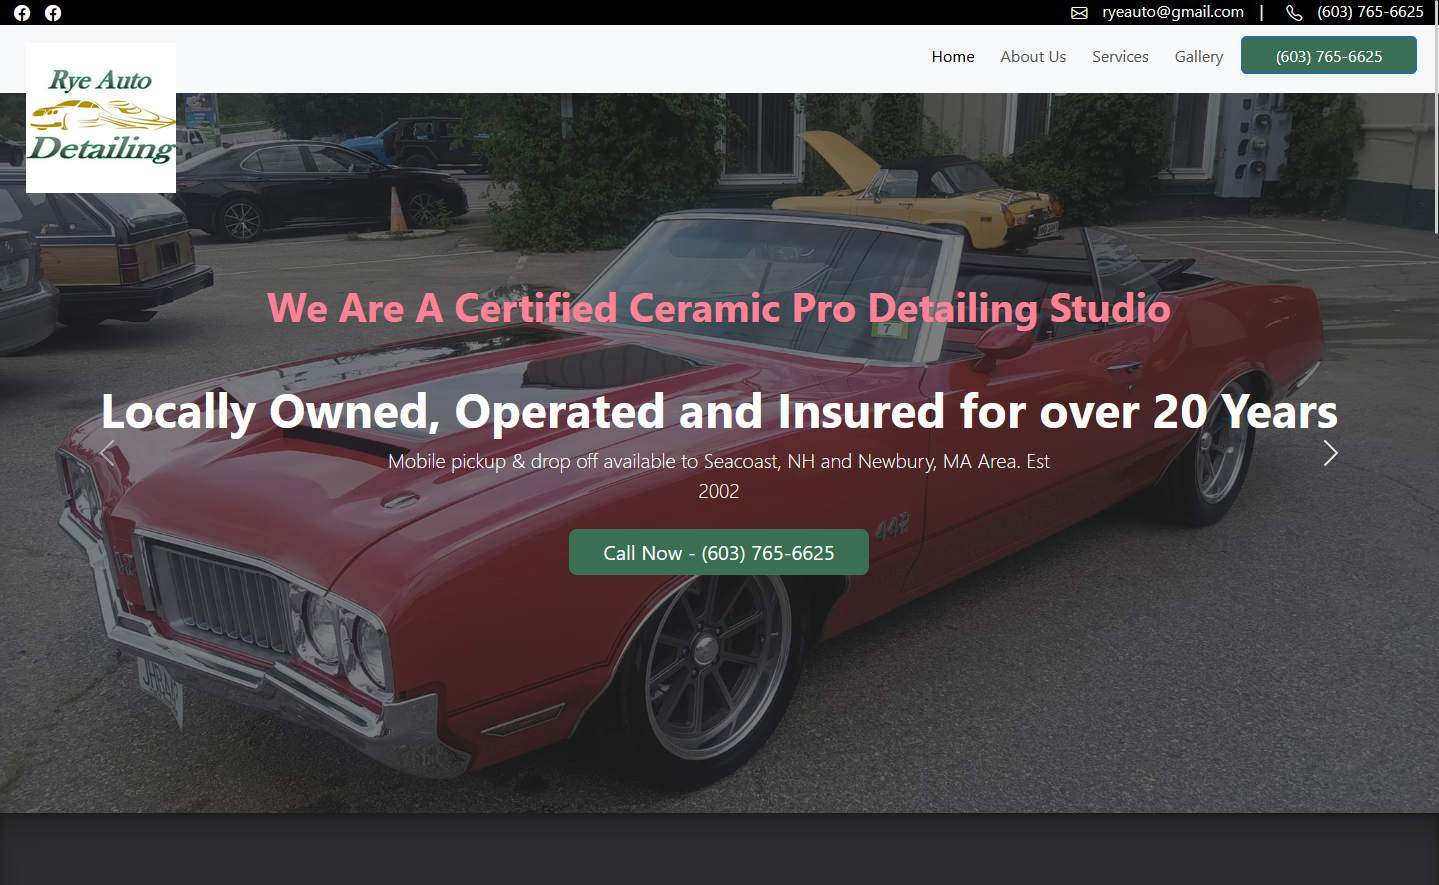 ryeauto@gmail.com | (603) 765-6625
Rye Auto
Detailing
Home About Us Services Gallery (603) 765-6625
We Are A Certified Ceramic Pro Detailing Studio
7
Locally Owned, Operated and Insured for over 20 Years
Mobile pickup & drop off available to Seacoast, NH and Newbury, MA Area. Est
2002
442
Call Now - (603) 765-6625